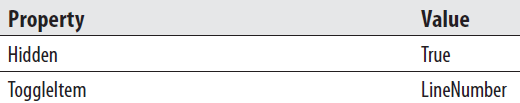 Property Value
Hidden True
ToggleItem LineNumber